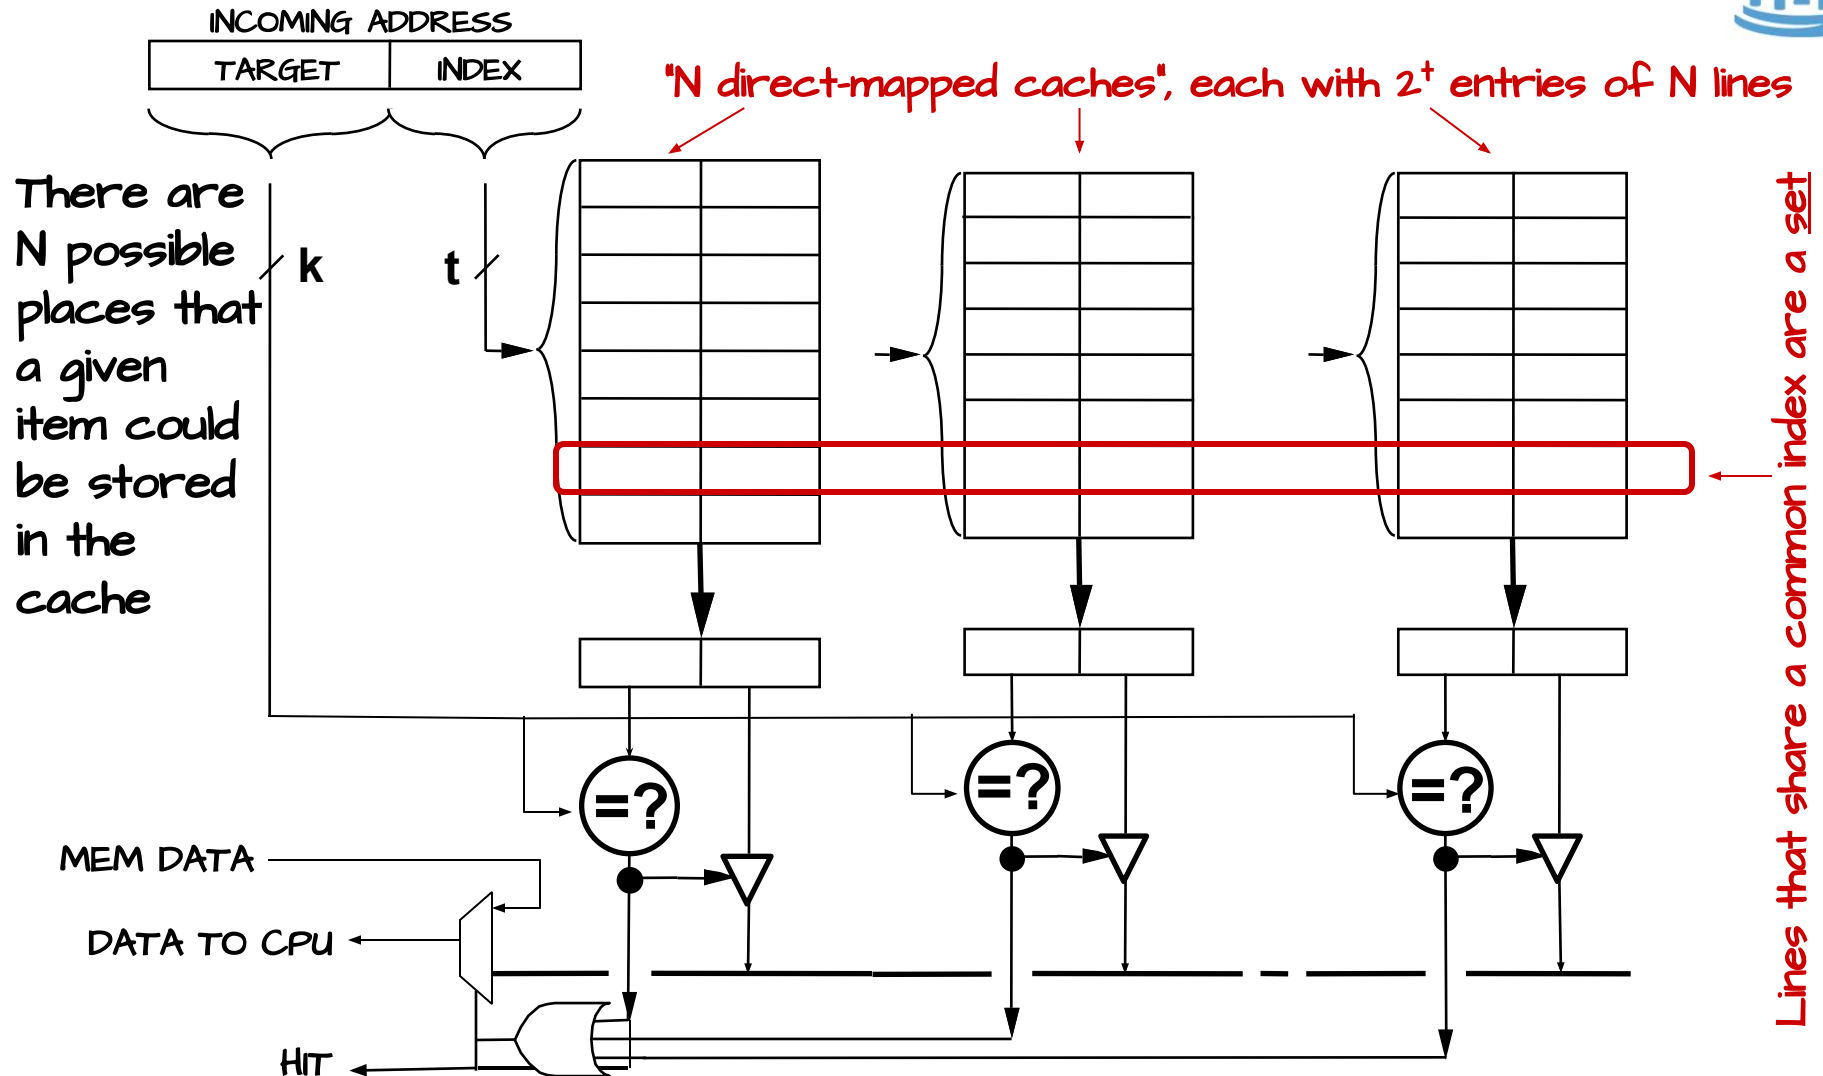 INCOMING ADDRESS
TARGET INDEX
"N direct-mapped caches", each with 2^t entries of N lines
There are
N possible
places that
a given
item could
be stored
in the
cache
k
t
Lines that share a common index are a set
=?
=?
=?
MEM DATA
DATA TO CPU
HIT